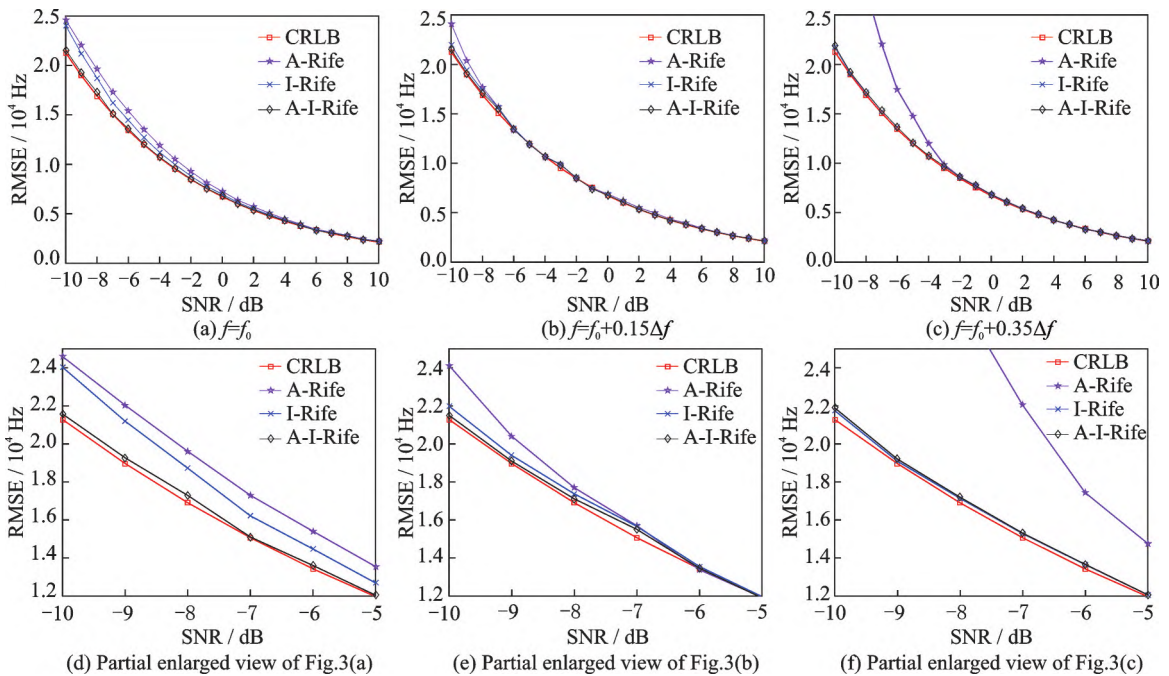 2.5
2.0
1.5
1.0
0.5
0.0
RMSE / 10⁴ Hz
CRLB
A-Rife
I-Rife
A-I-Rife
−10 −8 −6 −4 −2 0 2 4 6 8 10
SNR / dB
(a) f=f₀
2.5
2.0
1.5
1.0
0.5
0.0
RMSE / 10⁴ Hz
CRLB
A-Rife
I-Rife
A-I-Rife
−10 −8 −6 −4 −2 0 2 4 6 8 10
SNR / dB
(b) f=f₀+0.15Δf
2.5
2.0
1.5
1.0
0.5
0.0
RMSE / 10⁴ Hz
CRLB
A-Rife
I-Rife
A-I-Rife
−10 −8 −6 −4 −2 0 2 4 6 8 10
SNR / dB
(c) f=f₀+0.35Δf
2.4
2.2
2.0
1.8
1.6
1.4
1.2
RMSE / 10⁴ Hz
CRLB
A-Rife
I-Rife
A-I-Rife
−10 −9 −8 −7 −6 −5
SNR / dB
(d) Partial enlarged view of Fig.3(a)
2.4
2.2
2.0
1.8
1.6
1.4
1.2
RMSE / 10⁴ Hz
CRLB
A-Rife
I-Rife
A-I-Rife
−10 −9 −8 −7 −6 −5
SNR / dB
(e) Partial enlarged view of Fig.3(b)
2.4
2.2
2.0
1.8
1.6
1.4
1.2
RMSE / 10⁴ Hz
CRLB
A-Rife
I-Rife
A-I-Rife
−10 −9 −8 −7 −6 −5
SNR / dB
(f) Partial enlarged view of Fig.3(c)